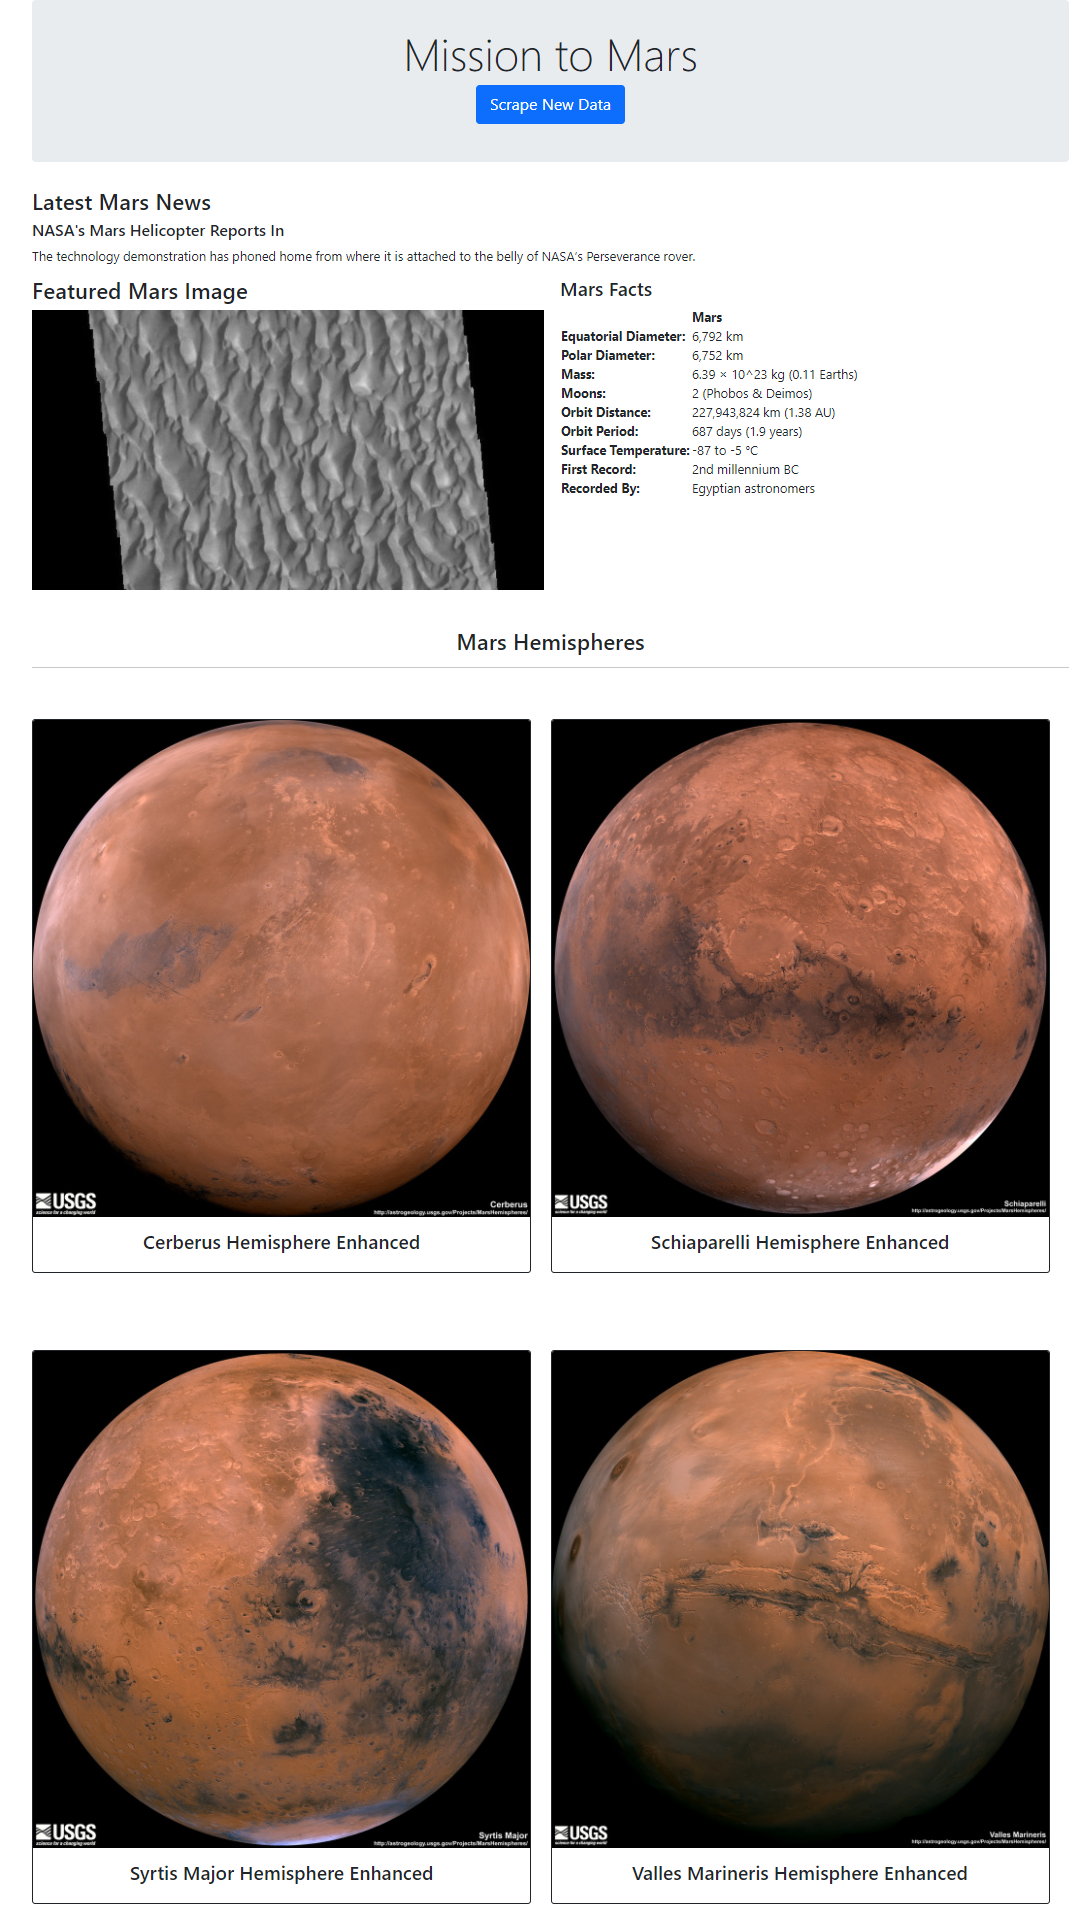 Mission to Mars
Scrape New Data
Latest Mars News
NASA's Mars Helicopter Reports In
The technology demonstration has phoned home from where it is attached to the belly of NASA's Perseverance rover.
Featured Mars Image
Mars Facts
Mars
Equatorial Diameter: 6,792 km
Polar Diameter: 6,752 km
Mass: 6.39 × 10^23 kg (0.11 Earths)
Moons: 2 (Phobos & Deimos)
Orbit Distance: 227,943,824 km (1.38 AU)
Orbit Period: 687 days (1.9 years)
Surface Temperature: -87 to -5 °C
First Record: 2nd millennium BC
Recorded By: Egyptian astronomers
Mars Hemispheres
USGS
science for a changing world
Cerberus
http://astrogeology.usgs.gov/Projects/MarsHemispheres/
Cerberus Hemisphere Enhanced
USGS
science for a changing world
Schiaparelli
http://astrogeology.usgs.gov/Projects/MarsHemispheres/
Schiaparelli Hemisphere Enhanced
USGS
science for a changing world
Syrtis Major
http://astrogeology.usgs.gov/Projects/MarsHemispheres/
Syrtis Major Hemisphere Enhanced
USGS
science for a changing world
Valles Marineris
http://astrogeology.usgs.gov/Projects/MarsHemispheres/
Valles Marineris Hemisphere Enhanced